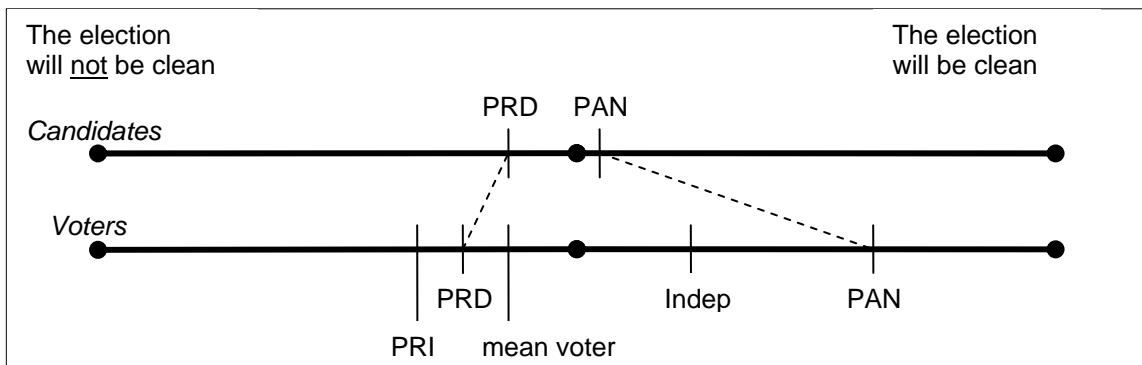 The election
will not be clean
The election
will be clean
PRD PAN
Candidates
Voters
PRD Indep PAN
PRI mean voter